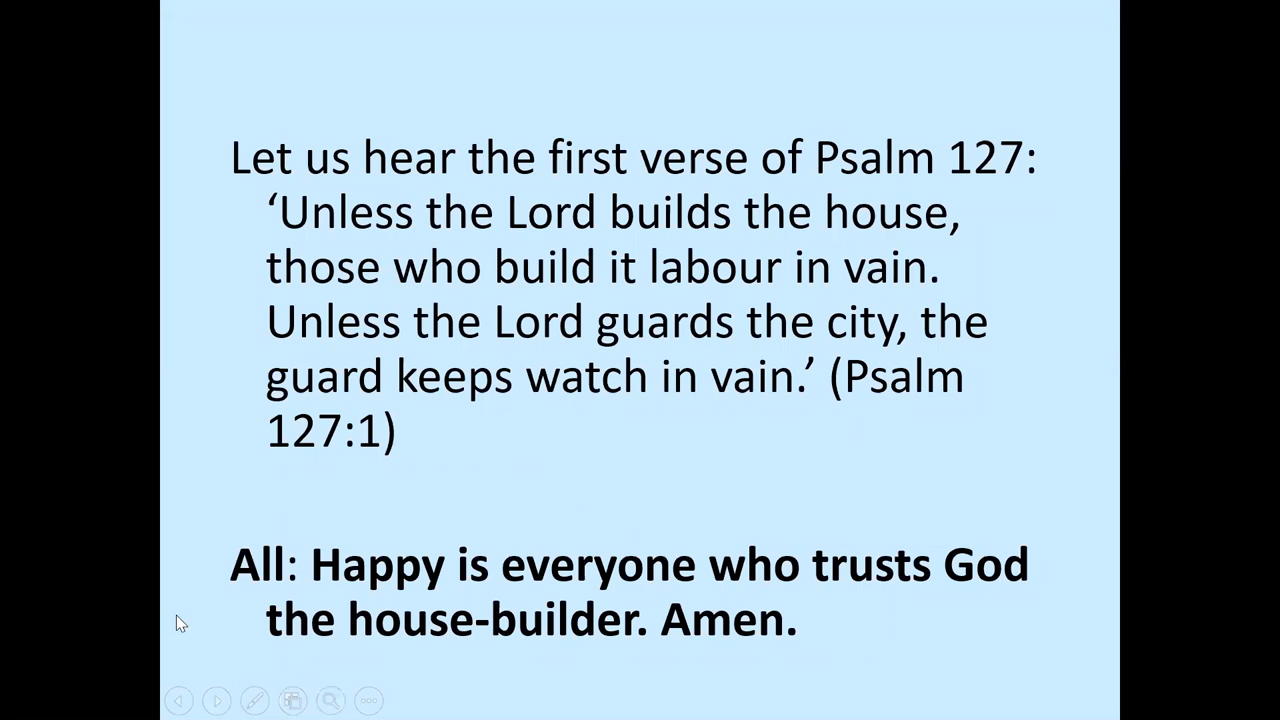 Let us hear the first verse of Psalm 127:
‘Unless the Lord builds the house,
those who build it labour in vain.
Unless the Lord guards the city, the
guard keeps watch in vain.’ (Psalm
127:1)
All: Happy is everyone who trusts God
the house-builder. Amen.